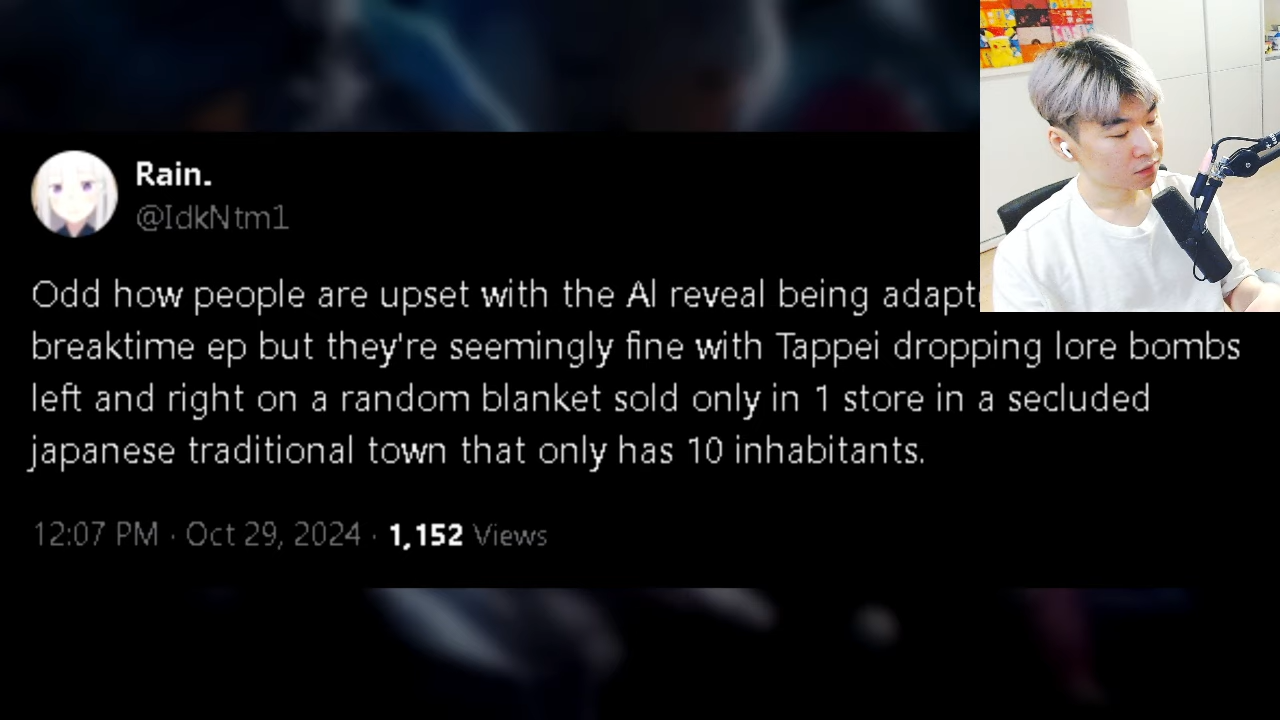 Rain.
@IdkNtm1
Odd how people are upset with the Al reveal being
breaktime ep but they're seemingly fine with Tappei dropping lore bombs
left and right on a random blanket sold only in 1 store in a secluded
japanese traditional town that only has 10 inhabitants.
12:07 PM · Oct 29, 2024 · 1,152 Views